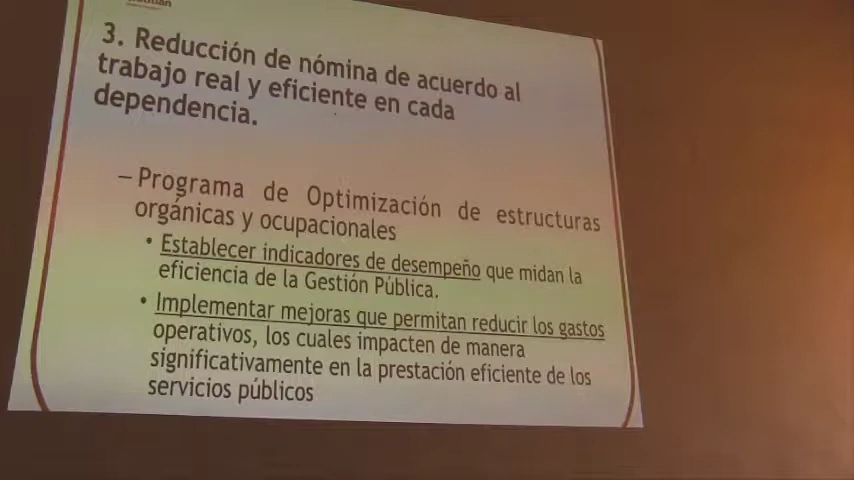 3. Reducción de nómina de acuerdo al
trabajo real y eficiente en cada
dependencia.
– Programa de Optimización de estructuras
orgánicas y ocupacionales
• Establecer indicadores de desempeño que midan la
eficiencia de la Gestión Pública.
• Implementar mejoras que permitan reducir los gastos
operativos, los cuales impacten de manera
significativamente en la prestación eficiente de los
servicios públicos